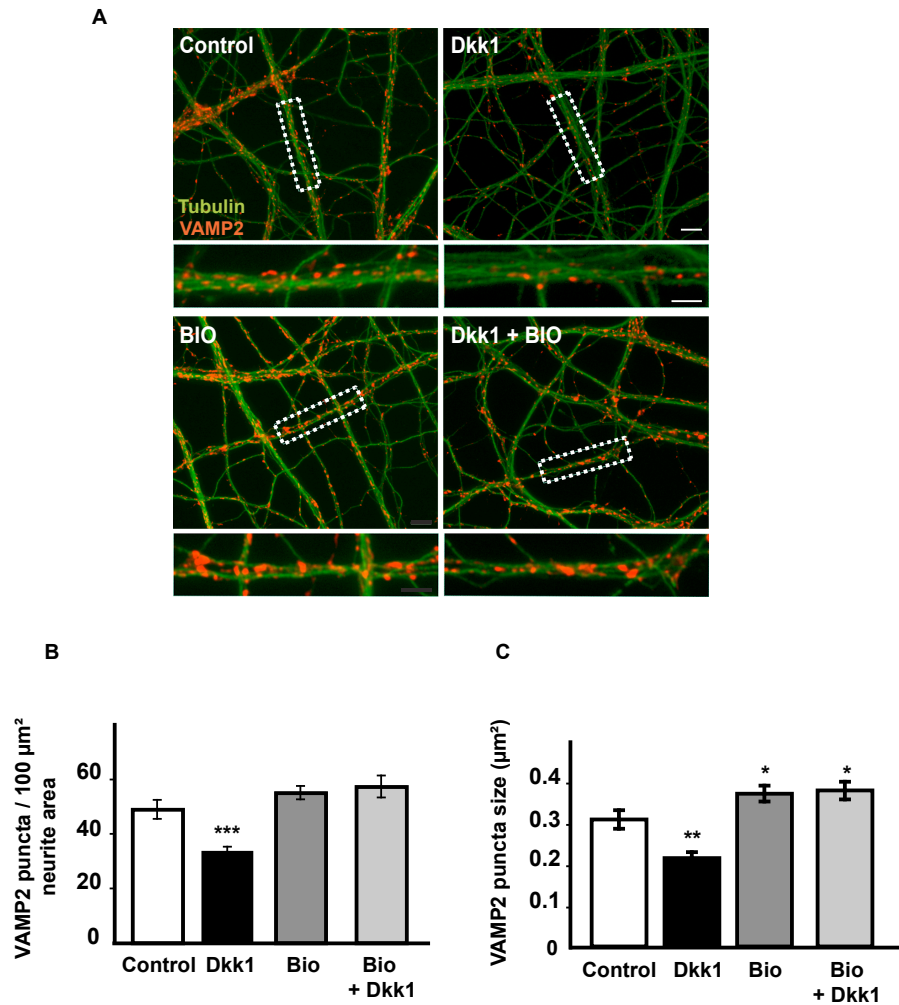 A
Control
Dkk1
Tubulin
VAMP2
BIO
Dkk1 + BIO
B
VAMP2 puncta / 100 µm²
neurite area
60
40
20
0
***
Control
Dkk1
Bio
Bio
+ Dkk1
C
VAMP2 puncta size (µm²)
0.4
0.3
0.2
0.1
0
**
*
*
Control
Dkk1
Bio
Bio
+ Dkk1